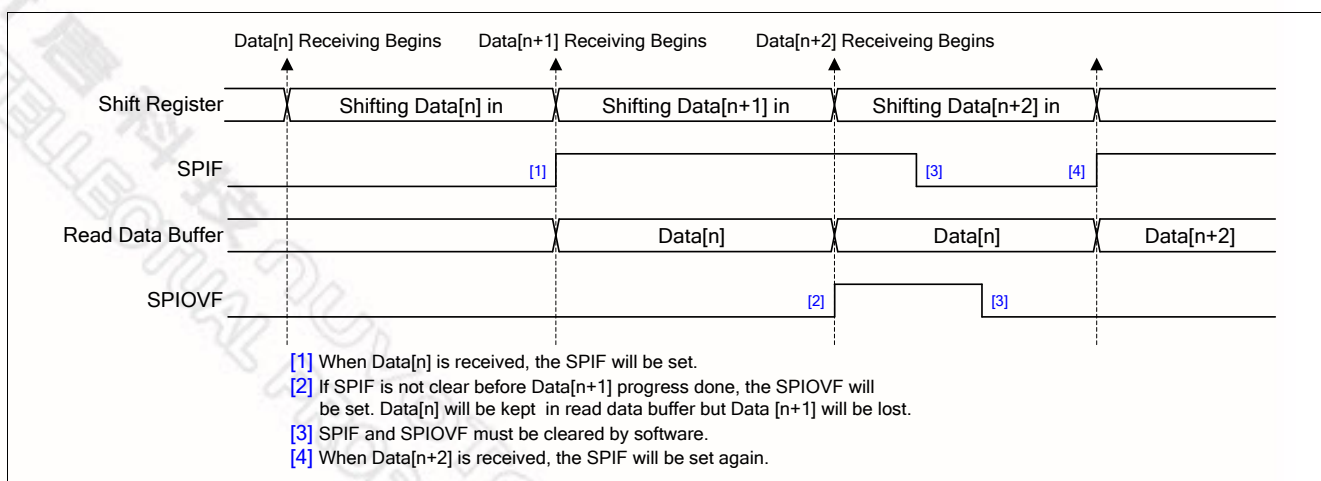 Data[n] Receiving Begins
Data[n+1] Receiving Begins
Data[n+2] Receiveing Begins
Shift Register
Shifting Data[n] in
Shifting Data[n+1] in
Shifting Data[n+2] in
SPIF
[1]
[3]
[4]
Read Data Buffer
Data[n]
Data[n]
Data[n+2]
SPIOVF
[2]
[3]
[1] When Data[n] is received, the SPIF will be set.
[2] If SPIF is not clear before Data[n+1] progress done, the SPIOVF will
be set. Data[n] will be kept in read data buffer but Data [n+1] will be lost.
[3] SPIF and SPIOVF must be cleared by software.
[4] When Data[n+2] is received, the SPIF will be set again.